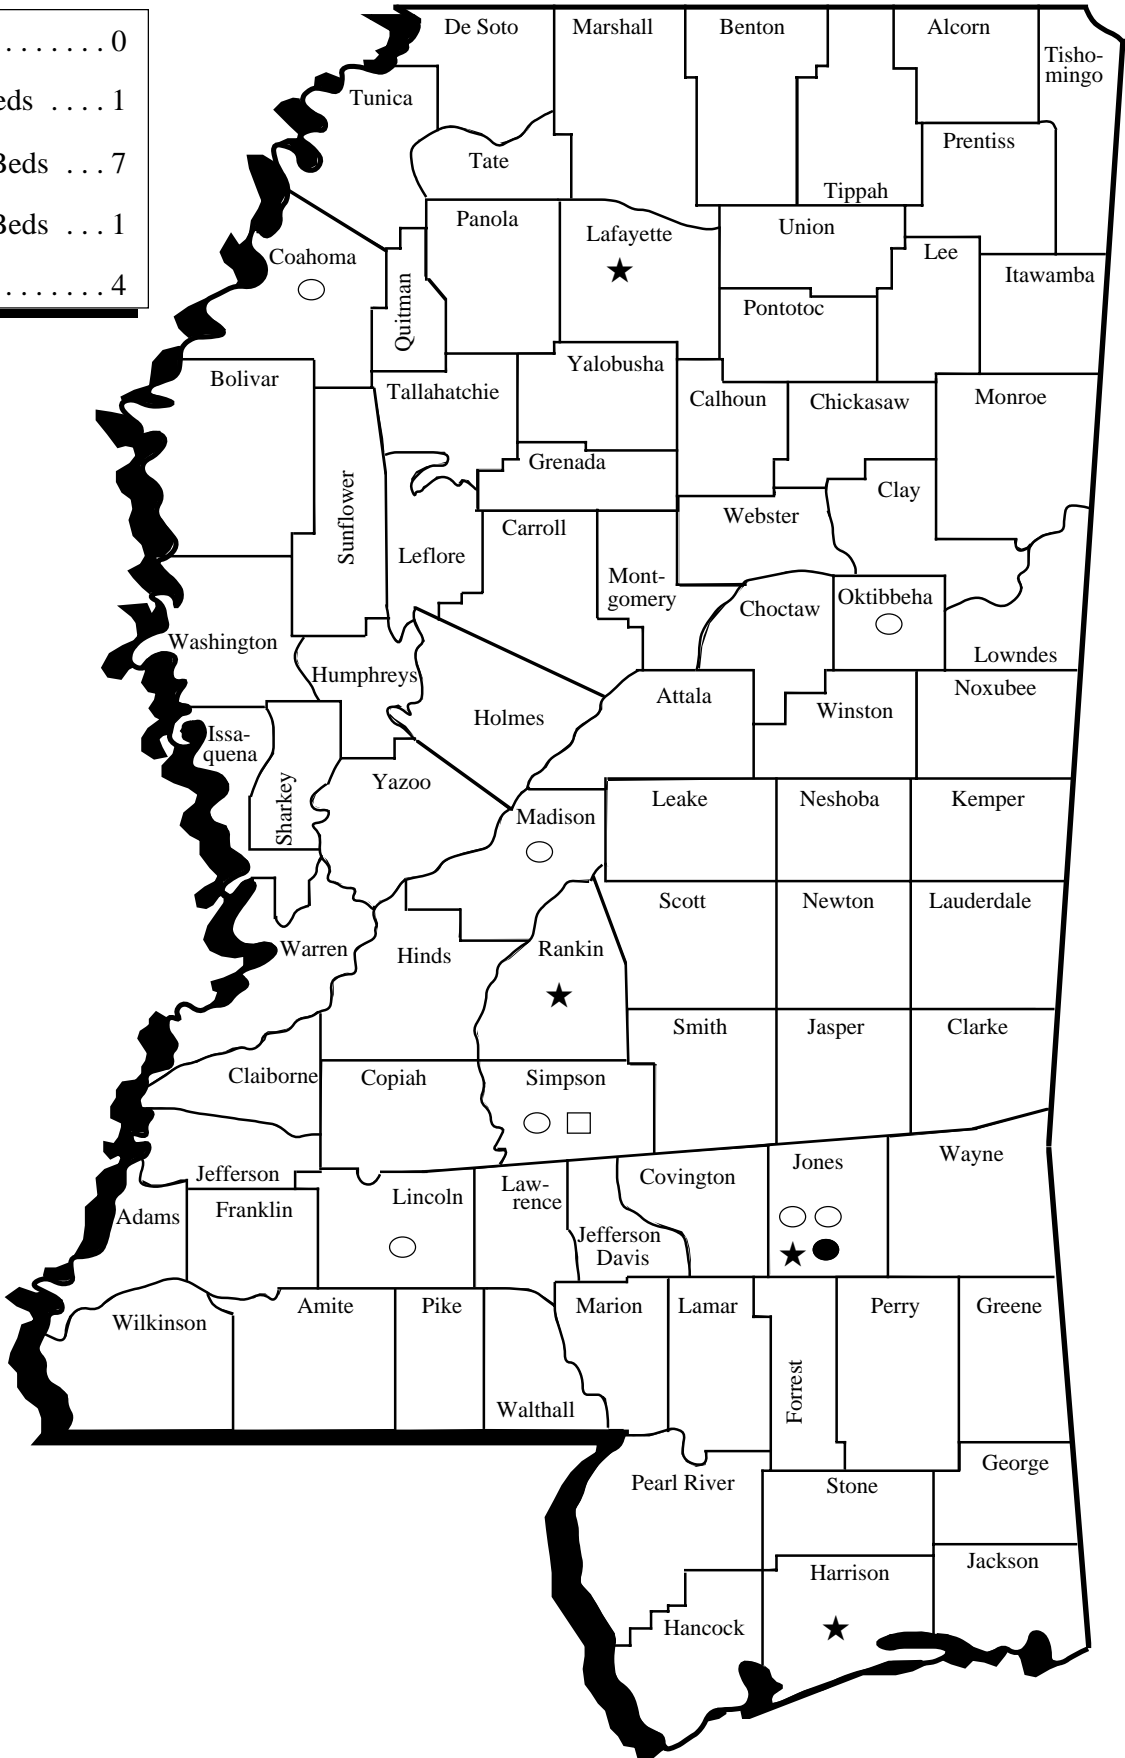 . . . . . . . 0
eds . . . . 1
Beds . . . 7
Beds . . . 1
. . . . . . . . 4
De Soto
Marshall
Benton
Alcorn
Tisho-
mingo
Tunica
Prentiss
Tate
Tippah
Panola
Union
Lafayette
Lee
Coahoma
Itawamba
Quitman
Pontotoc
Yalobusha
Bolivar
Tallahatchie
Calhoun
Chickasaw
Monroe
Grenada
Clay
Sunflower
Webster
Carroll
Leflore
Mont-
gomery
Choctaw
Oktibbeha
Washington
Lowndes
Humphreys
Attala
Noxubee
Winston
Holmes
Issa-
quena
Yazoo
Sharkey
Leake
Neshoba
Kemper
Madison
Scott
Newton
Lauderdale
Warren
Hinds
Rankin
Smith
Jasper
Clarke
Claiborne
Copiah
Simpson
Wayne
Jones
Jefferson
Covington
Law-
rence
Lincoln
Adams
Franklin
Jefferson
Davis
Wilkinson
Amite
Pike
Marion
Lamar
Perry
Greene
Forrest
Walthall
George
Pearl River
Stone
Jackson
Harrison
Hancock